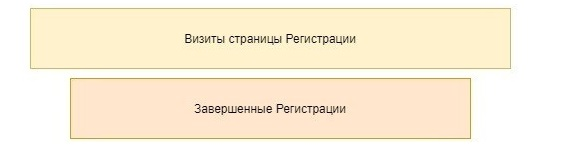 Визиты страницы Регистрации
Завершенные Регистрации